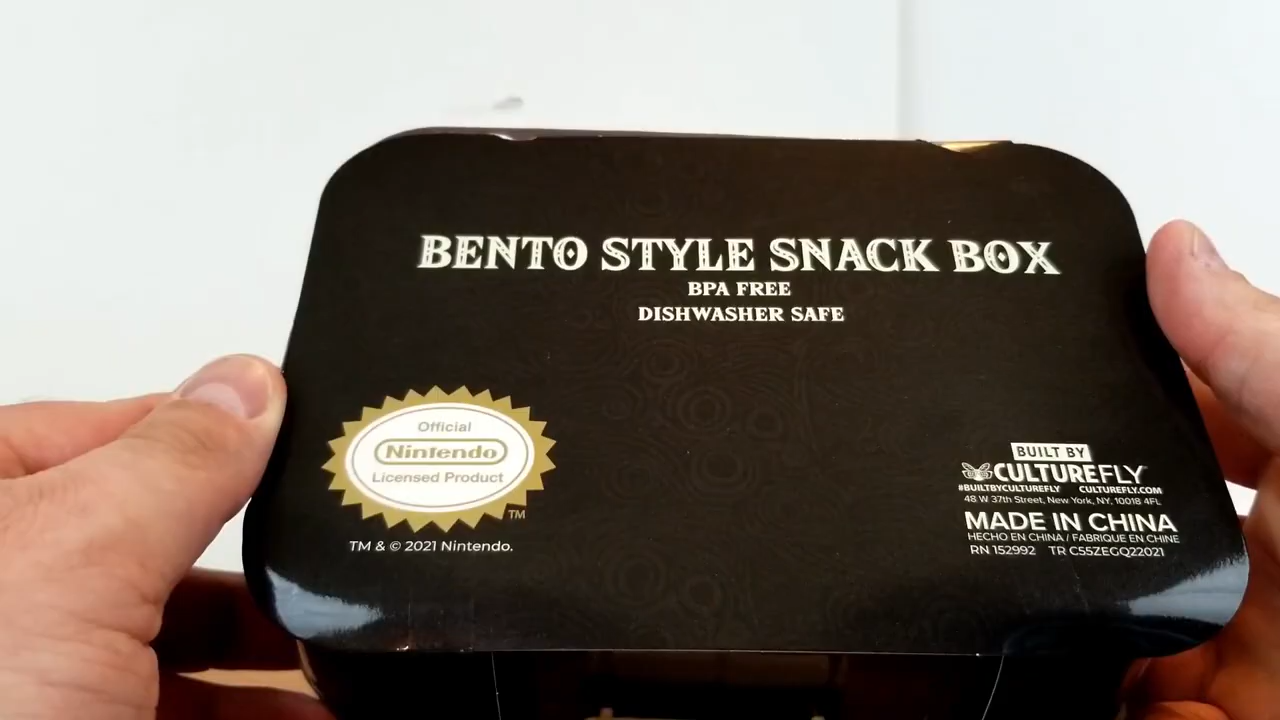 BENTO STYLE SNACK BOX
BPA FREE
DISHWASHER SAFE
Official
Nintendo
Licensed Product
TM
TM & © 2021 Nintendo.
BUILT BY
CULTUREFLY
#BUILTBYCULTUREFLY CULTUREFLY.COM
48 W 37th Street, New York, NY, 10018 4FL
MADE IN CHINA
HECHO EN CHINA / FABRIQUE EN CHINE
RN 152992 TR C55ZEGQ22021